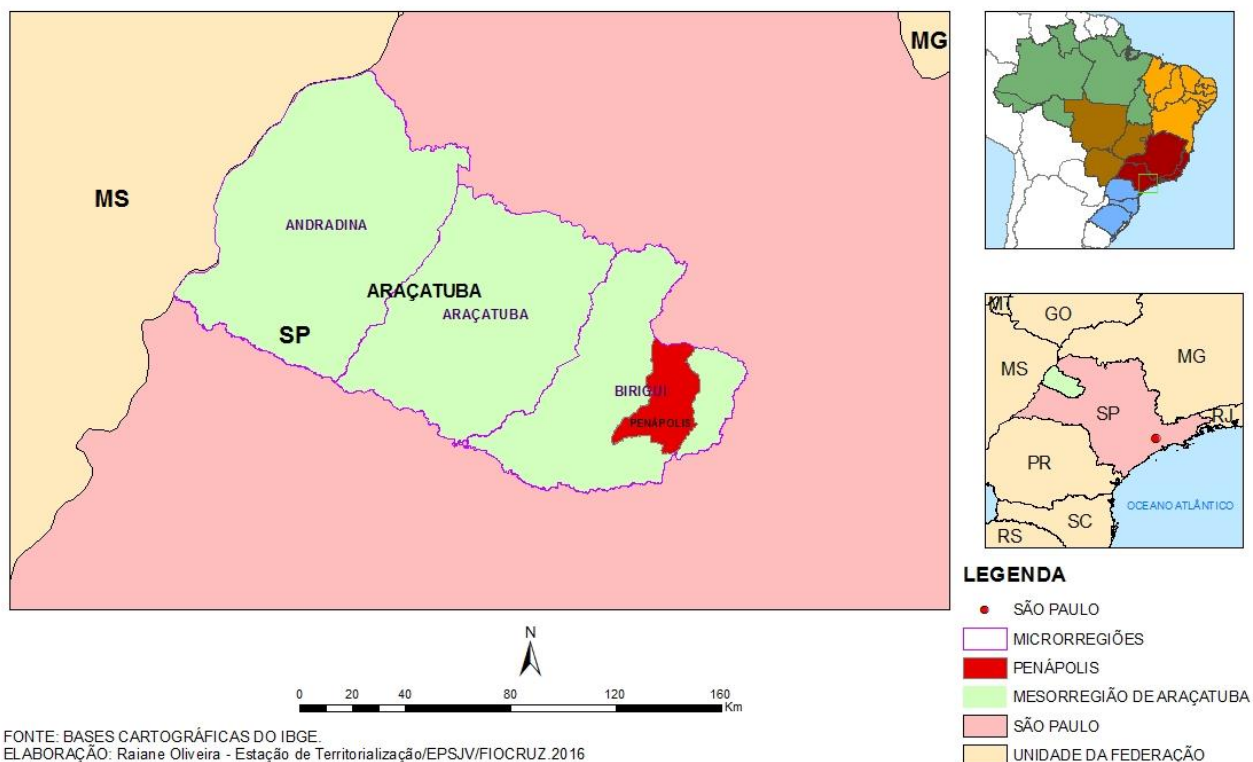 MG
MS
ANDRADINA
ARAÇATUBA
ARAÇATUBA
SP
BIRIGUI
PENÁPOLIS
MT
GO
MG
MS
SP
RJ
PR
SC
RS
OCEANO ATLÂNTICO
N
0 20 40 80 120 160
Km
LEGENDA
SÃO PAULO
MICRORREGIÕES
PENÁPOLIS
MESORREGIÃO DE ARAÇATUBA
SÃO PAULO
UNIDADE DA FEDERAÇÃO
FONTE: BASES CARTOGRÁFICAS DO IBGE.
ELABORAÇÃO: Raiane Oliveira - Estação de Territorialização/EPSJV/FIOCRUZ.2016